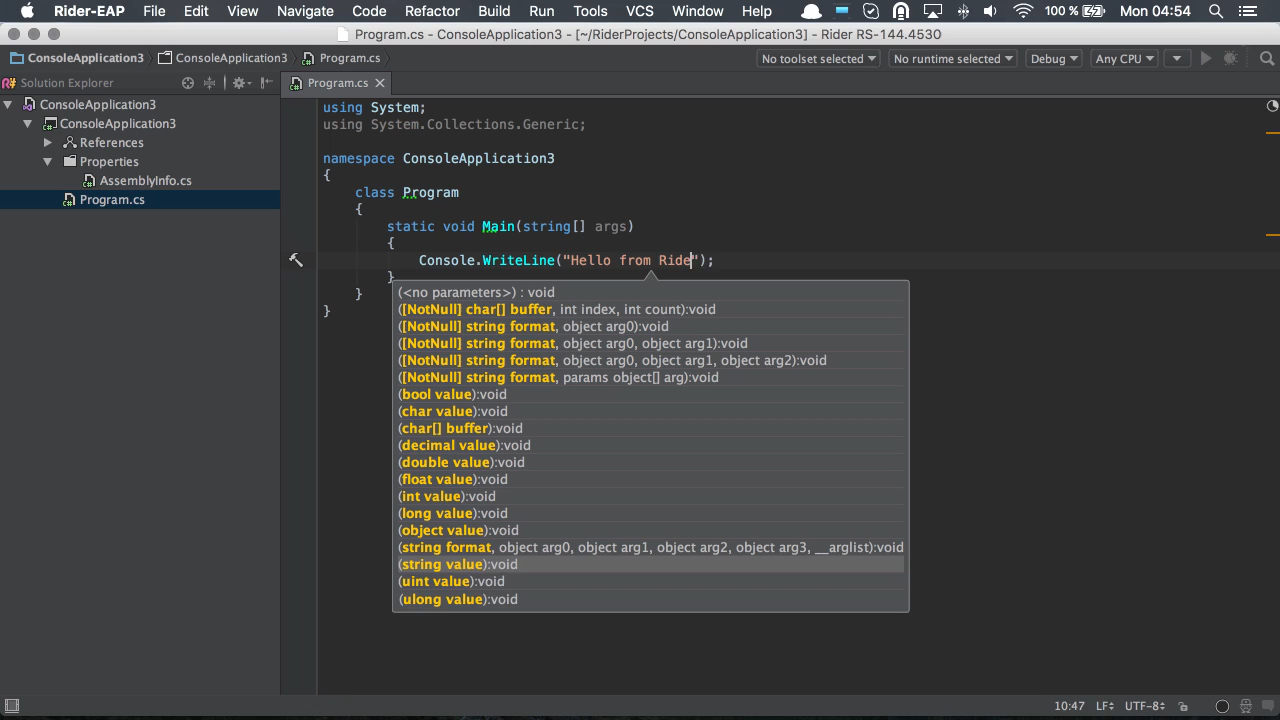 Rider-EAP File Edit View Navigate Code Refactor Build Run Tools VCS Window Help 100 % Mon 04:54
Program.cs - ConsoleApplication3 - [~/RiderProjects/ConsoleApplication3] - Rider RS-144.4530
ConsoleApplication3 ConsoleApplication3 Program.cs No toolset selected No runtime selected Debug Any CPU
Solution Explorer
Program.cs
ConsoleApplication3
ConsoleApplication3
References
Properties
AssemblyInfo.cs
Program.cs
using System;
using System.Collections.Generic;
namespace ConsoleApplication3
{
class Program
{
static void Main(string[] args)
{
Console.WriteLine("Hello from Ride");
}
}
}
(<no parameters>) : void
([NotNull] char[] buffer, int index, int count):void
([NotNull] string format, object arg0):void
([NotNull] string format, object arg0, object arg1):void
([NotNull] string format, object arg0, object arg1, object arg2):void
([NotNull] string format, params object[] arg):void
(bool value):void
(char value):void
(char[] buffer):void
(decimal value):void
(double value):void
(float value):void
(int value):void
(long value):void
(object value):void
(string format, object arg0, object arg1, object arg2, object arg3, __arglist):void
(string value):void
(uint value):void
(ulong value):void
10:47 LF÷ UTF-8÷